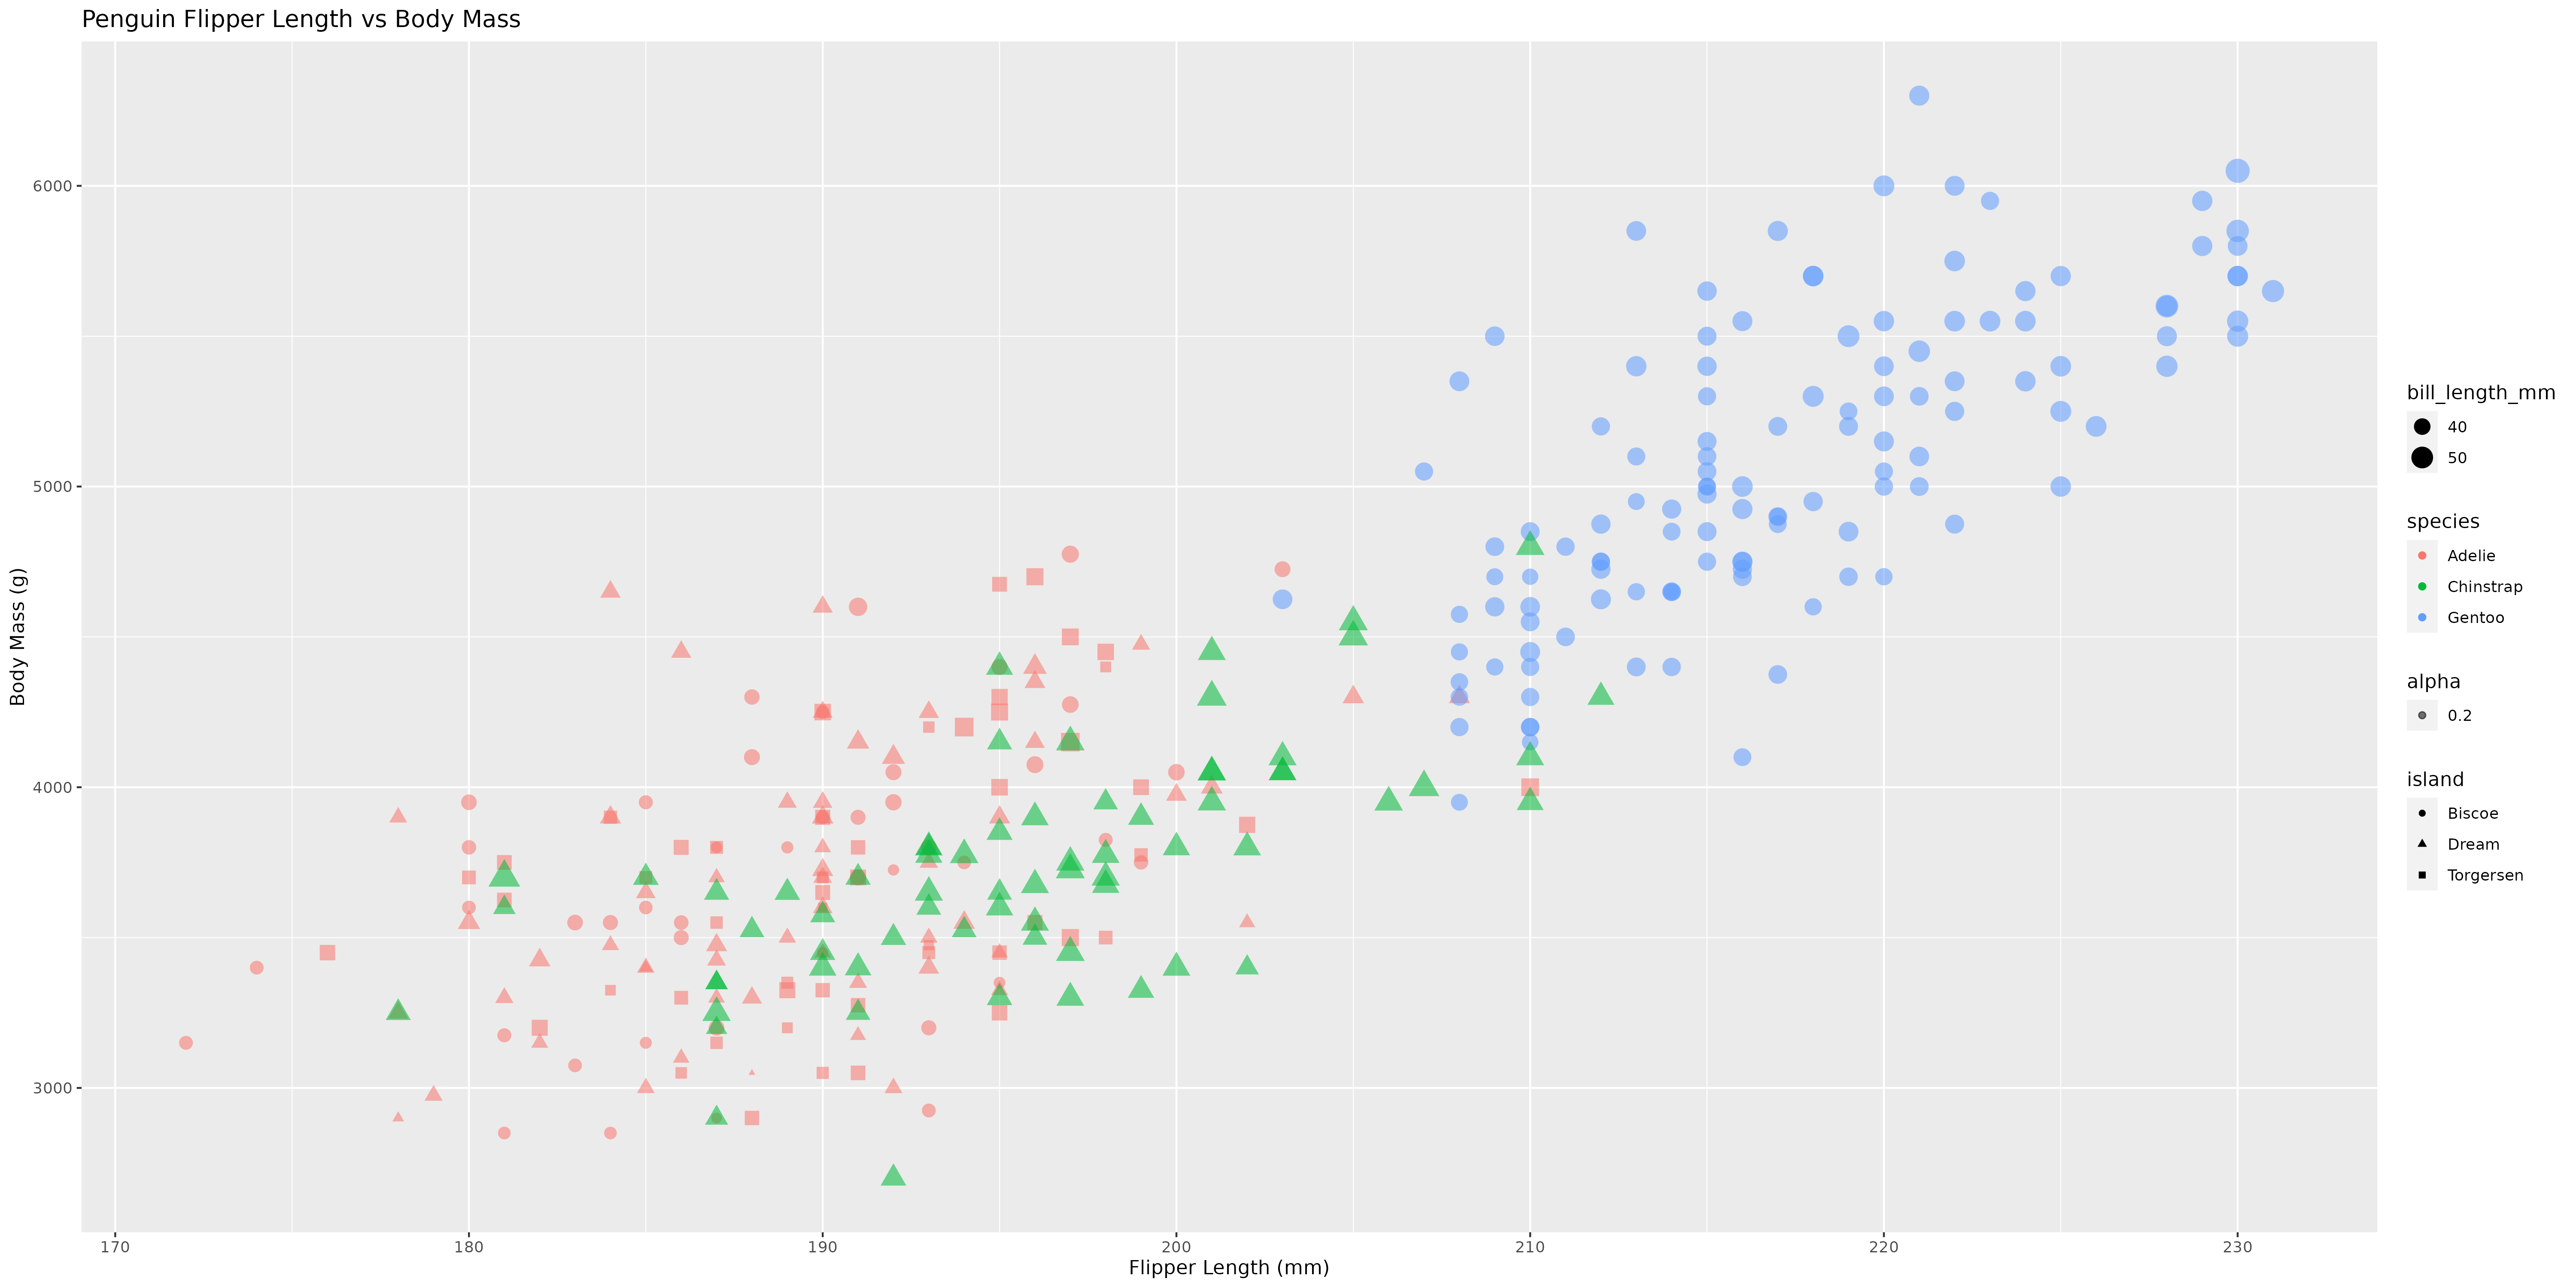 Penguin Flipper Length vs Body Mass
6000
5000
4000
3000
Body Mass (g)
170 180 190 200 210 220 230
Flipper Length (mm)
bill_length_mm
40
50
species
Adelie
Chinstrap
Gentoo
alpha
0.2
island
Biscoe
Dream
Torgersen